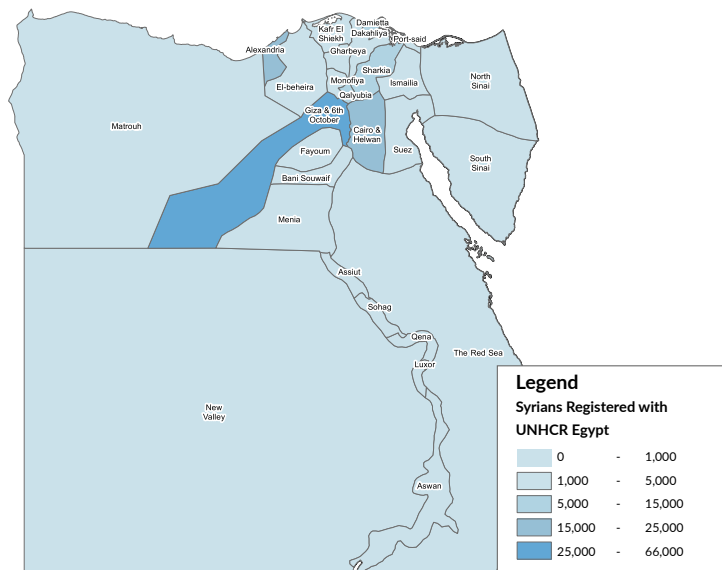 Damietta
Kafr El
Shiekh
Dakahliya
Port-said
Alexandria
Gharbeya
Sharkia
Monofiya
Ismailia
North
Sinai
El-beheira
Qalyubia
Giza & 6th
October
Matrouh
Cairo &
Helwan
Fayoum
Suez
South
Sinai
Bani Souwaif
Menia
Assiut
Sohag
Qena
The Red Sea
Luxor
New
Valley
Aswan
Legend
Syrians Registered with
UNHCR Egypt
0 - 1,000
1,000 - 5,000
5,000 - 15,000
15,000 - 25,000
25,000 - 66,000